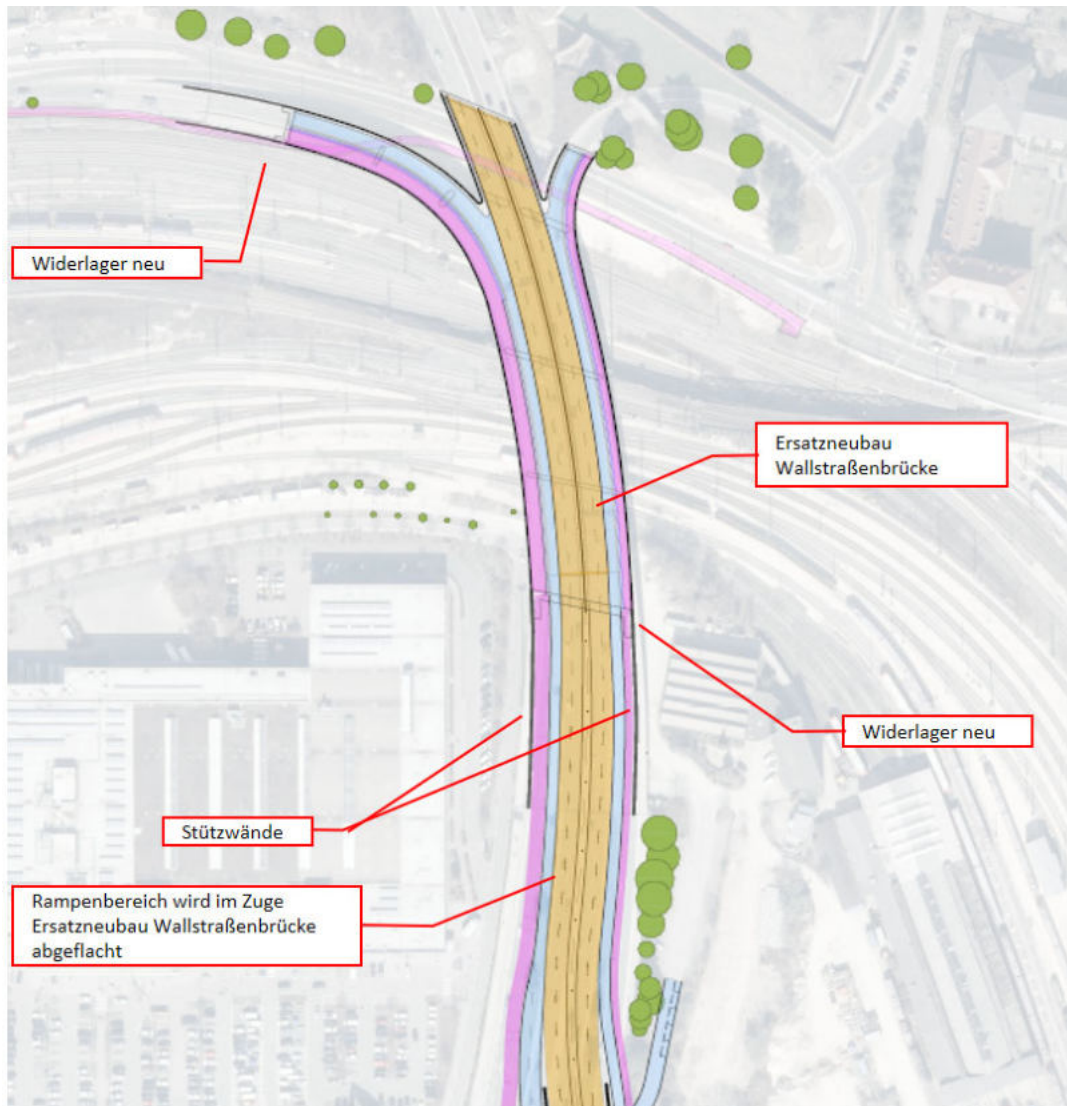 Widerlager neu
Ersatzneubau
Wallstraßenbrücke
Widerlager neu
Stützwände
Rampenbereich wird im Zuge
Ersatzneubau Wallstraßenbrücke
abgeflacht